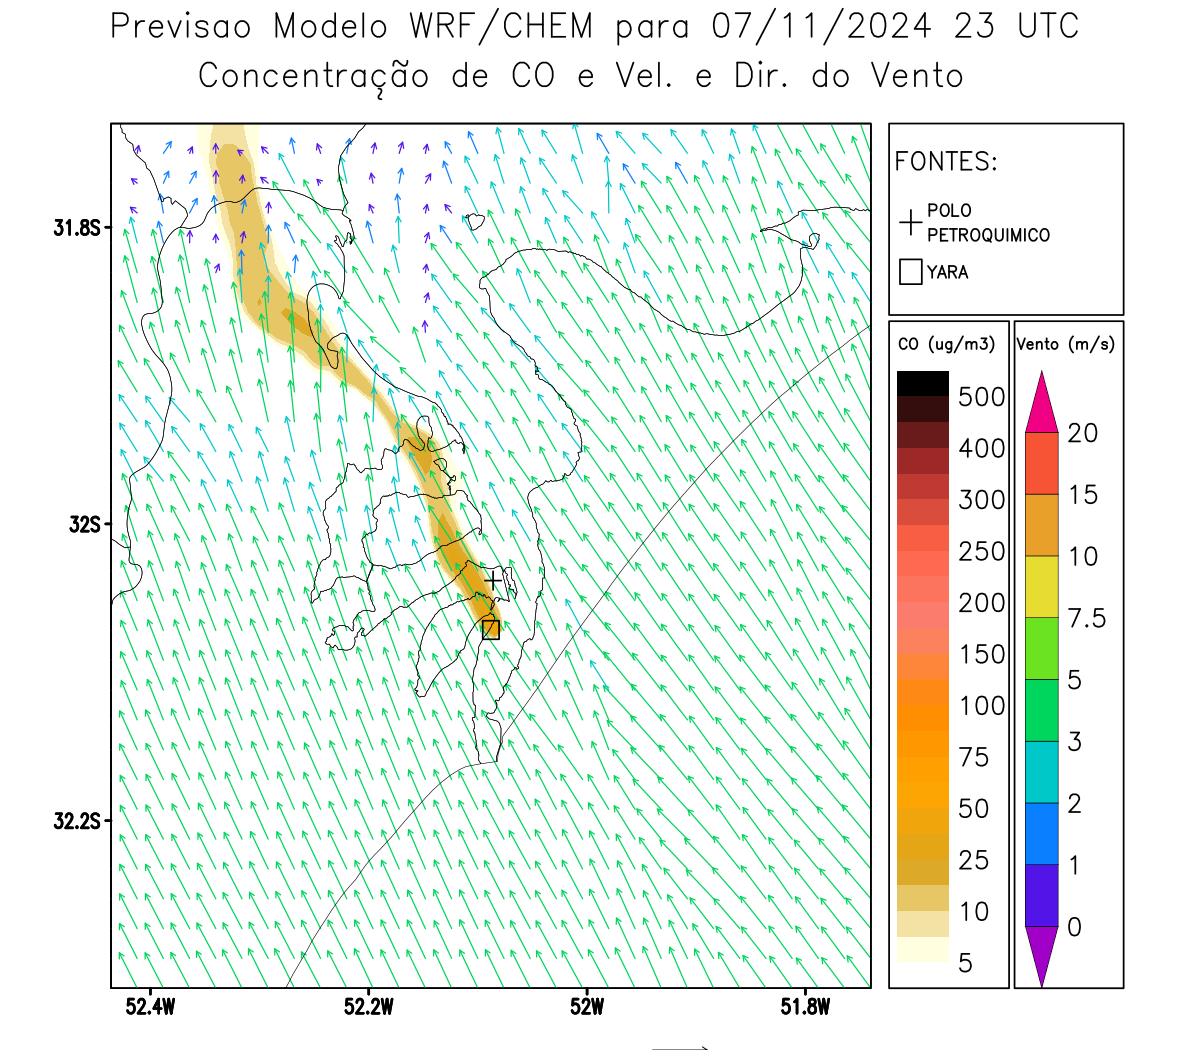 Previsao Modelo WRF/CHEM para 07/11/2024 23 UTC
Concentração de CO e Vel. e Dir. do Vento
FONTES:
POLO
PETROQUIMICO
YARA
31.8S
32S
32.2S
52.4W 52.2W 52W 51.8W
CO (ug/m3)
500
400
300
250
200
150
100
75
50
25
10
5
Vento (m/s)
20
15
10
7.5
5
3
2
1
0